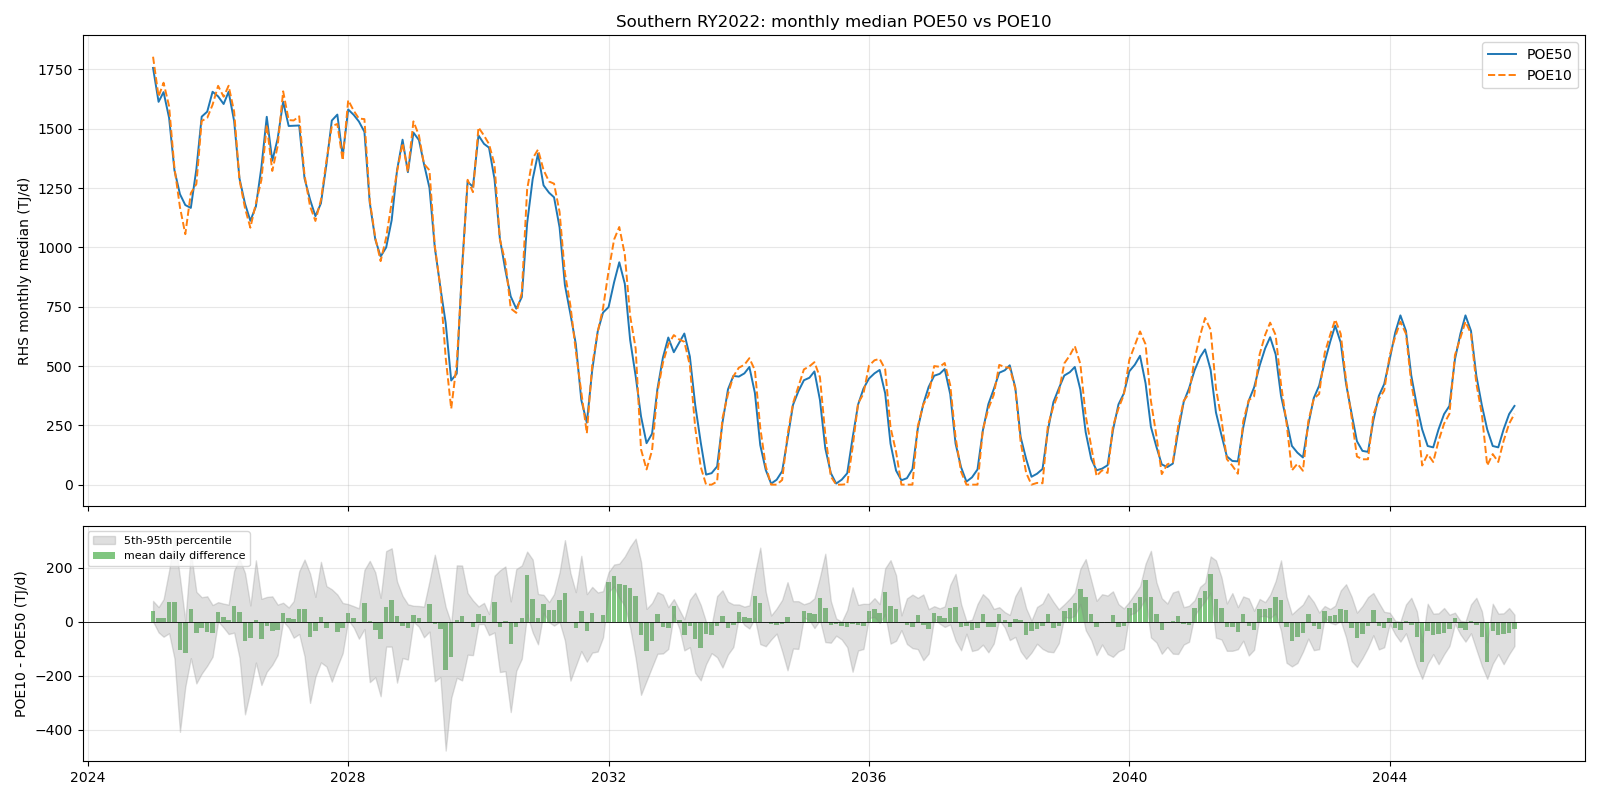 Southern RY2022: monthly median POE50 vs POE10
RHS monthly median (TJ/d)
1750
1500
1250
1000
750
500
250
0
POE50
POE10
POE10 - POE50 (TJ/d)
200
0
−200
−400
5th-95th percentile
mean daily difference
2024
2028
2032
2036
2040
2044